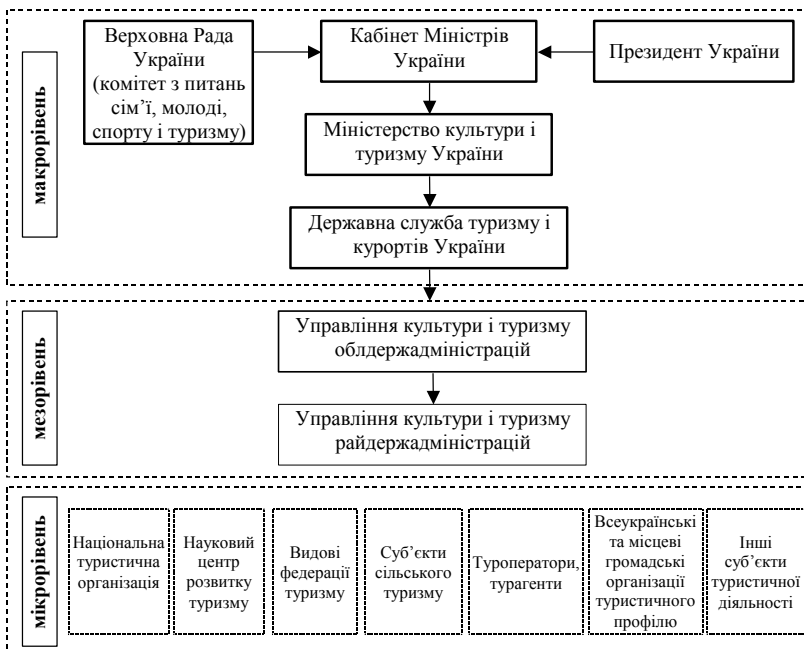 макрорівень
Верховна Рада
України
(комітет з питань
сім’ї, молоді,
спорту і туризму)
Кабінет Міністрів
України
Президент України
Міністерство культури і
туризму України
Державна служба туризму і
курортів України
мезорівень
Управління культури і туризму
облдержадміністрацій
Управління культури і туризму
райдержадміністрацій
мікрорівень
Національна
туристична
організація
Науковий
центр
розвитку
туризму
Видові
федерації
туризму
Суб’єкти
сільського
туризму
Туроператори,
турагенти
Всеукраїнські
та місцеві
громадські
організації
туристичного
профілю
Інші
суб’єкти
туристичної
діяльності